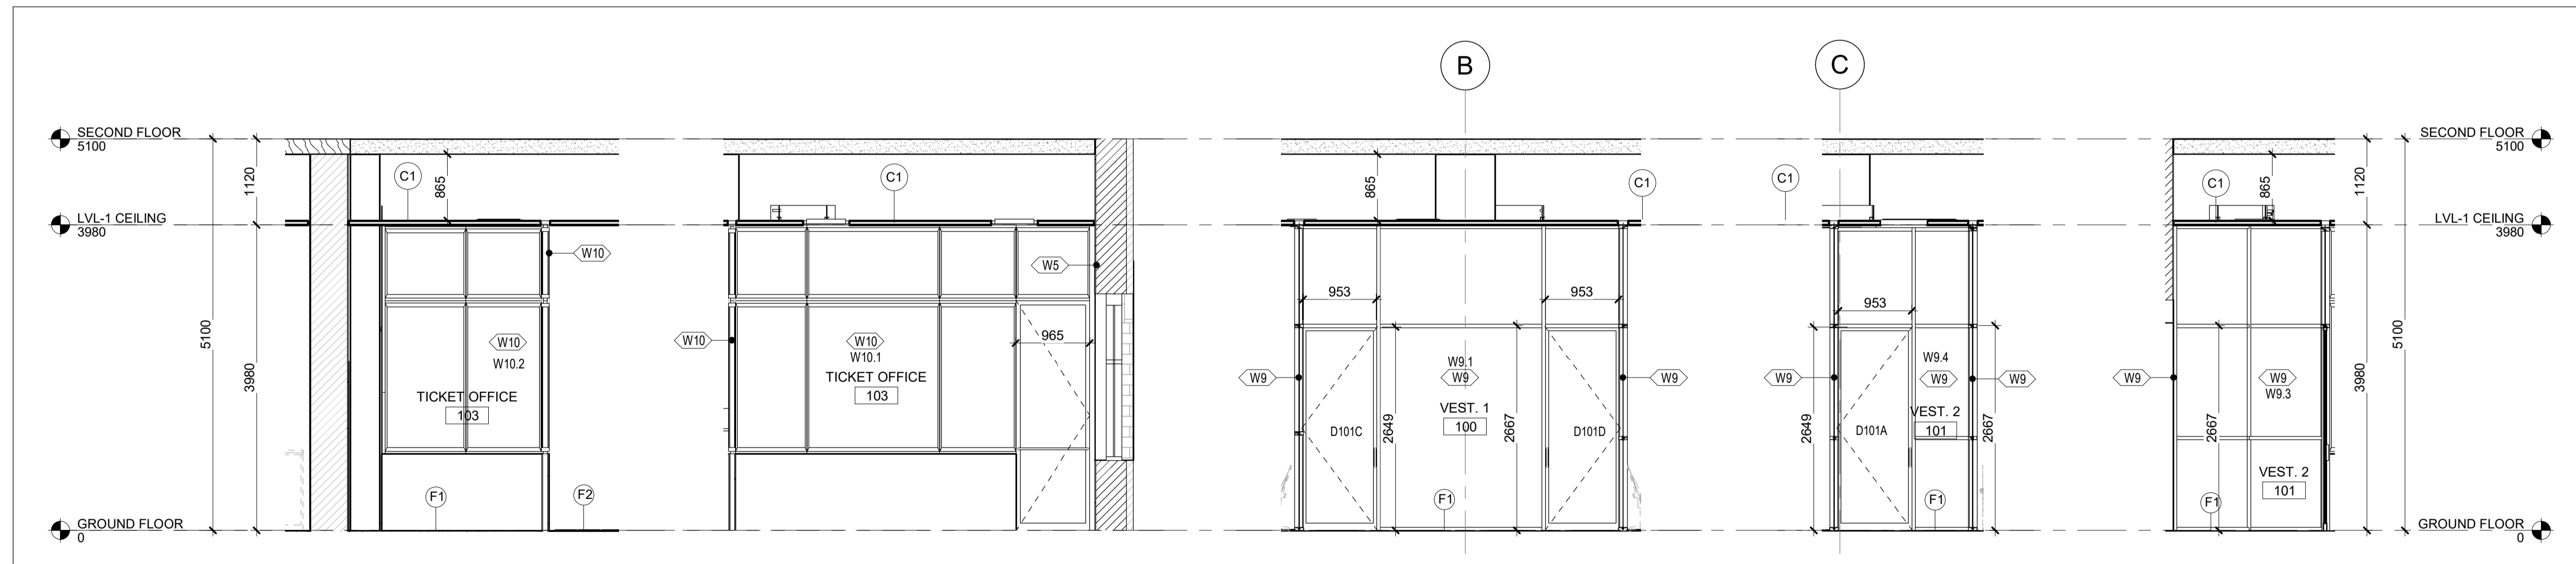 B
C
SECOND FLOOR
5100
SECOND FLOOR
5100
1120
C1
865
C1
865
C1
C1
C1
865
1120
LVL-1 CEILING
3980
LVL-1 CEILING
3980
W10
W5
953
953
953
5100
3980
W10
W10.2
TICKET OFFICE
103
W10
W10
W10.1
TICKET OFFICE
103
965
W9
D101C
2649
W9.1
W9
VEST. 1
100
2667
D101D
W9
W9
2649
D101A
W9.4
W9
VEST. 2
101
2667
W9
W9
2667
W9
W9.3
VEST. 2
101
3980
5100
F1
F2
F1
F1
F1
GROUND FLOOR
0
GROUND FLOOR
0